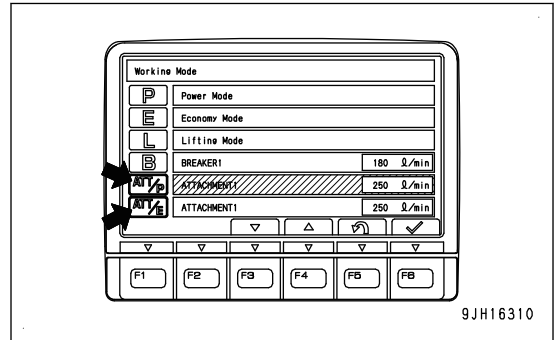 Working Mode
P Power Mode
E Economy Mode
L Lifting Mode
B BREAKER1 180 ℓ/min
ATT/P ATTACHMENT1 250 ℓ/min
ATT/E ATTACHMENT1 250 ℓ/min
F1 F2 F3 F4 F5 F6
9JH16310